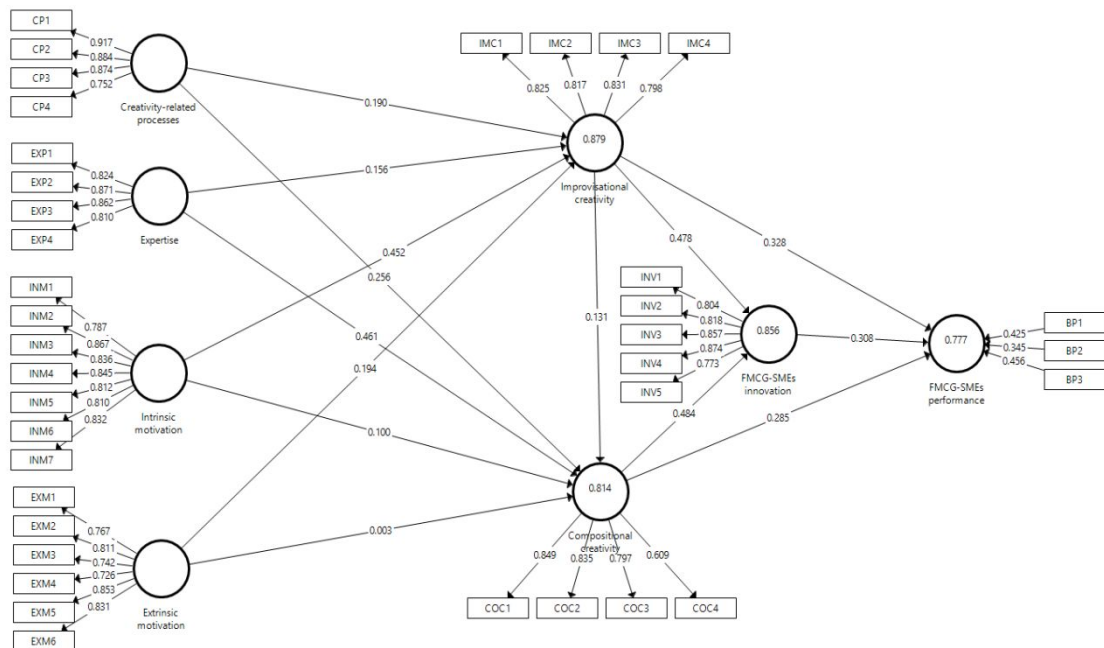 CP1
CP2
CP3
CP4
0.917
0.884
0.874
0.752
Creativity-related
processes
EXP1
EXP2
EXP3
EXP4
0.824
0.871
0.862
0.810
Expertise
INM1
INM2
INM3
INM4
INM5
INM6
INM7
0.787
0.867
0.836
0.845
0.812
0.810
0.832
Intrinsic
motivation
EXM1
EXM2
EXM3
EXM4
EXM5
EXM6
0.767
0.811
0.742
0.726
0.853
0.831
Extrinsic
motivation
0.190
0.156
0.452
0.256
0.461
0.194
0.100
0.003
IMC1
IMC2
IMC3
IMC4
0.825
0.817
0.831
0.798
0.879
Improvisational
creativity
0.478
0.328
0.131
INV1
INV2
INV3
INV4
INV5
0.804
0.818
0.857
0.874
0.773
0.856
FMCG-SMEs
innovation
0.308
0.484
0.285
0.777
FMCG-SMEs
performance
0.425
0.345
0.456
BP1
BP2
BP3
0.814
Compositional
creativity
0.849
0.835
0.797
0.609
COC1
COC2
COC3
COC4